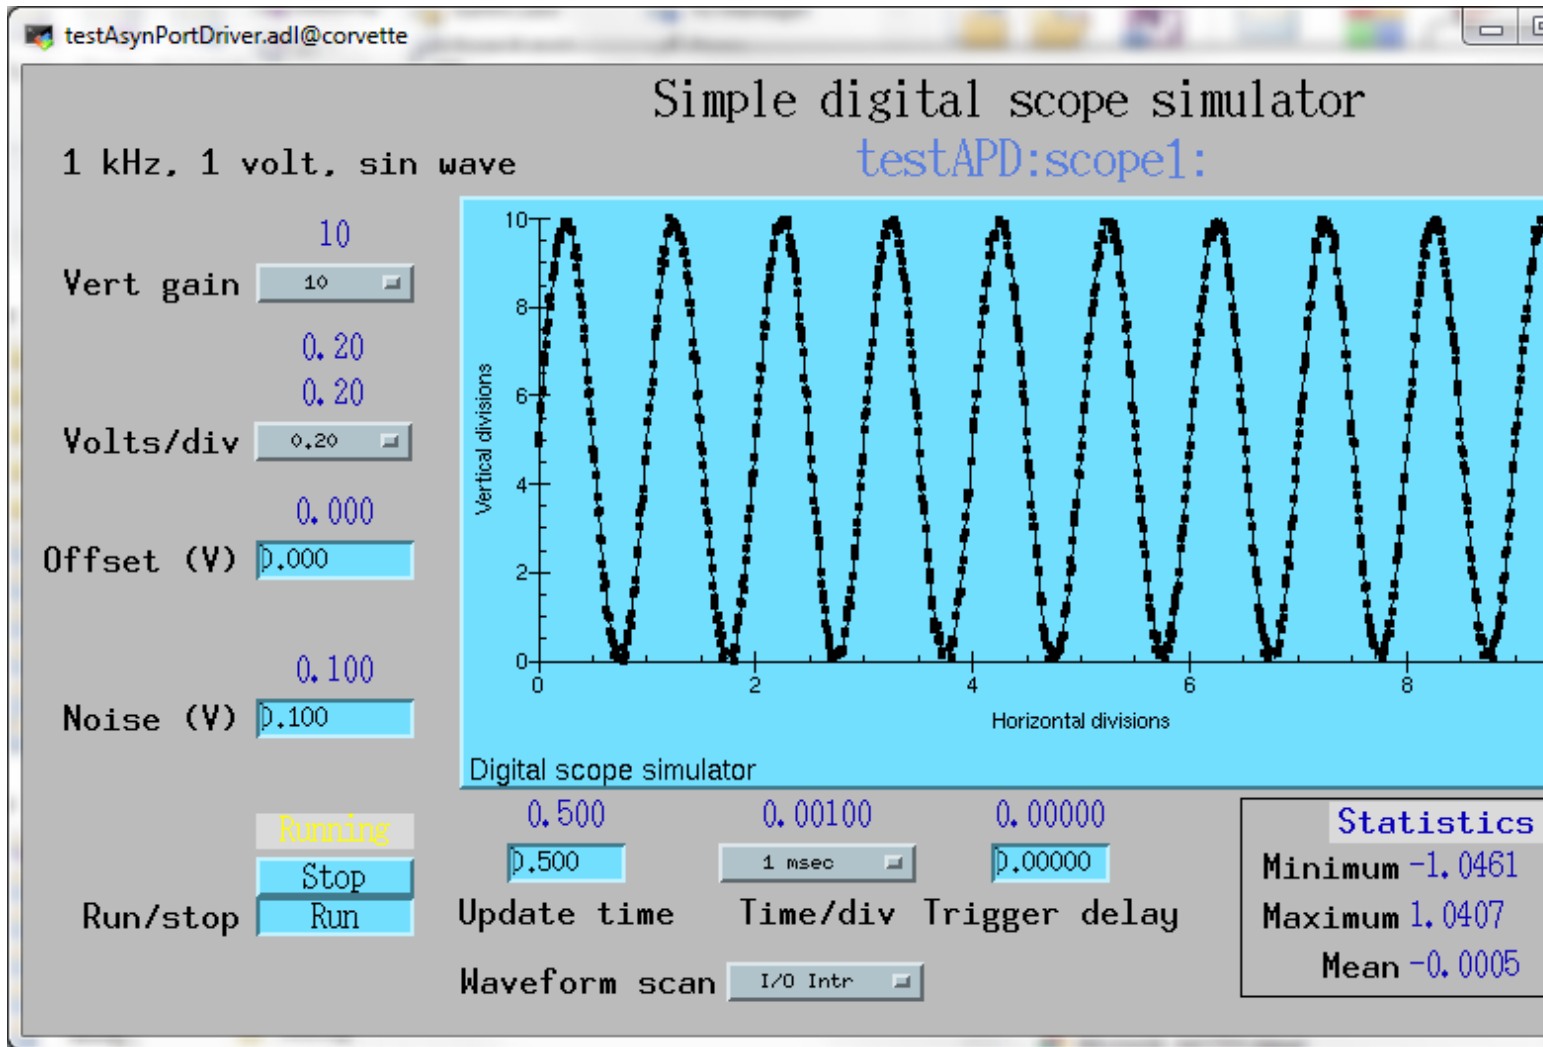 testAsynPortDriver.adl@corvette
Simple digital scope simulator
1 kHz, 1 volt, sin wave
testAPD:scope1:
10
Vert gain 10
0.20
0.20
Volts/div 0.20
0.000
Offset (V) 0.000
0.100
Noise (V) 0.100
Running
Stop
Run/stop Run
10
8
6
4
2
0
Vertical divisions
0 2 4 6 8
Horizontal divisions
Digital scope simulator
0.500 0.00100 0.00000
0.500 1 msec 0.00000
Update time Time/div Trigger delay
Waveform scan I/O Intr
Statistics
Minimum -1.0461
Maximum 1.0407
Mean -0.0005